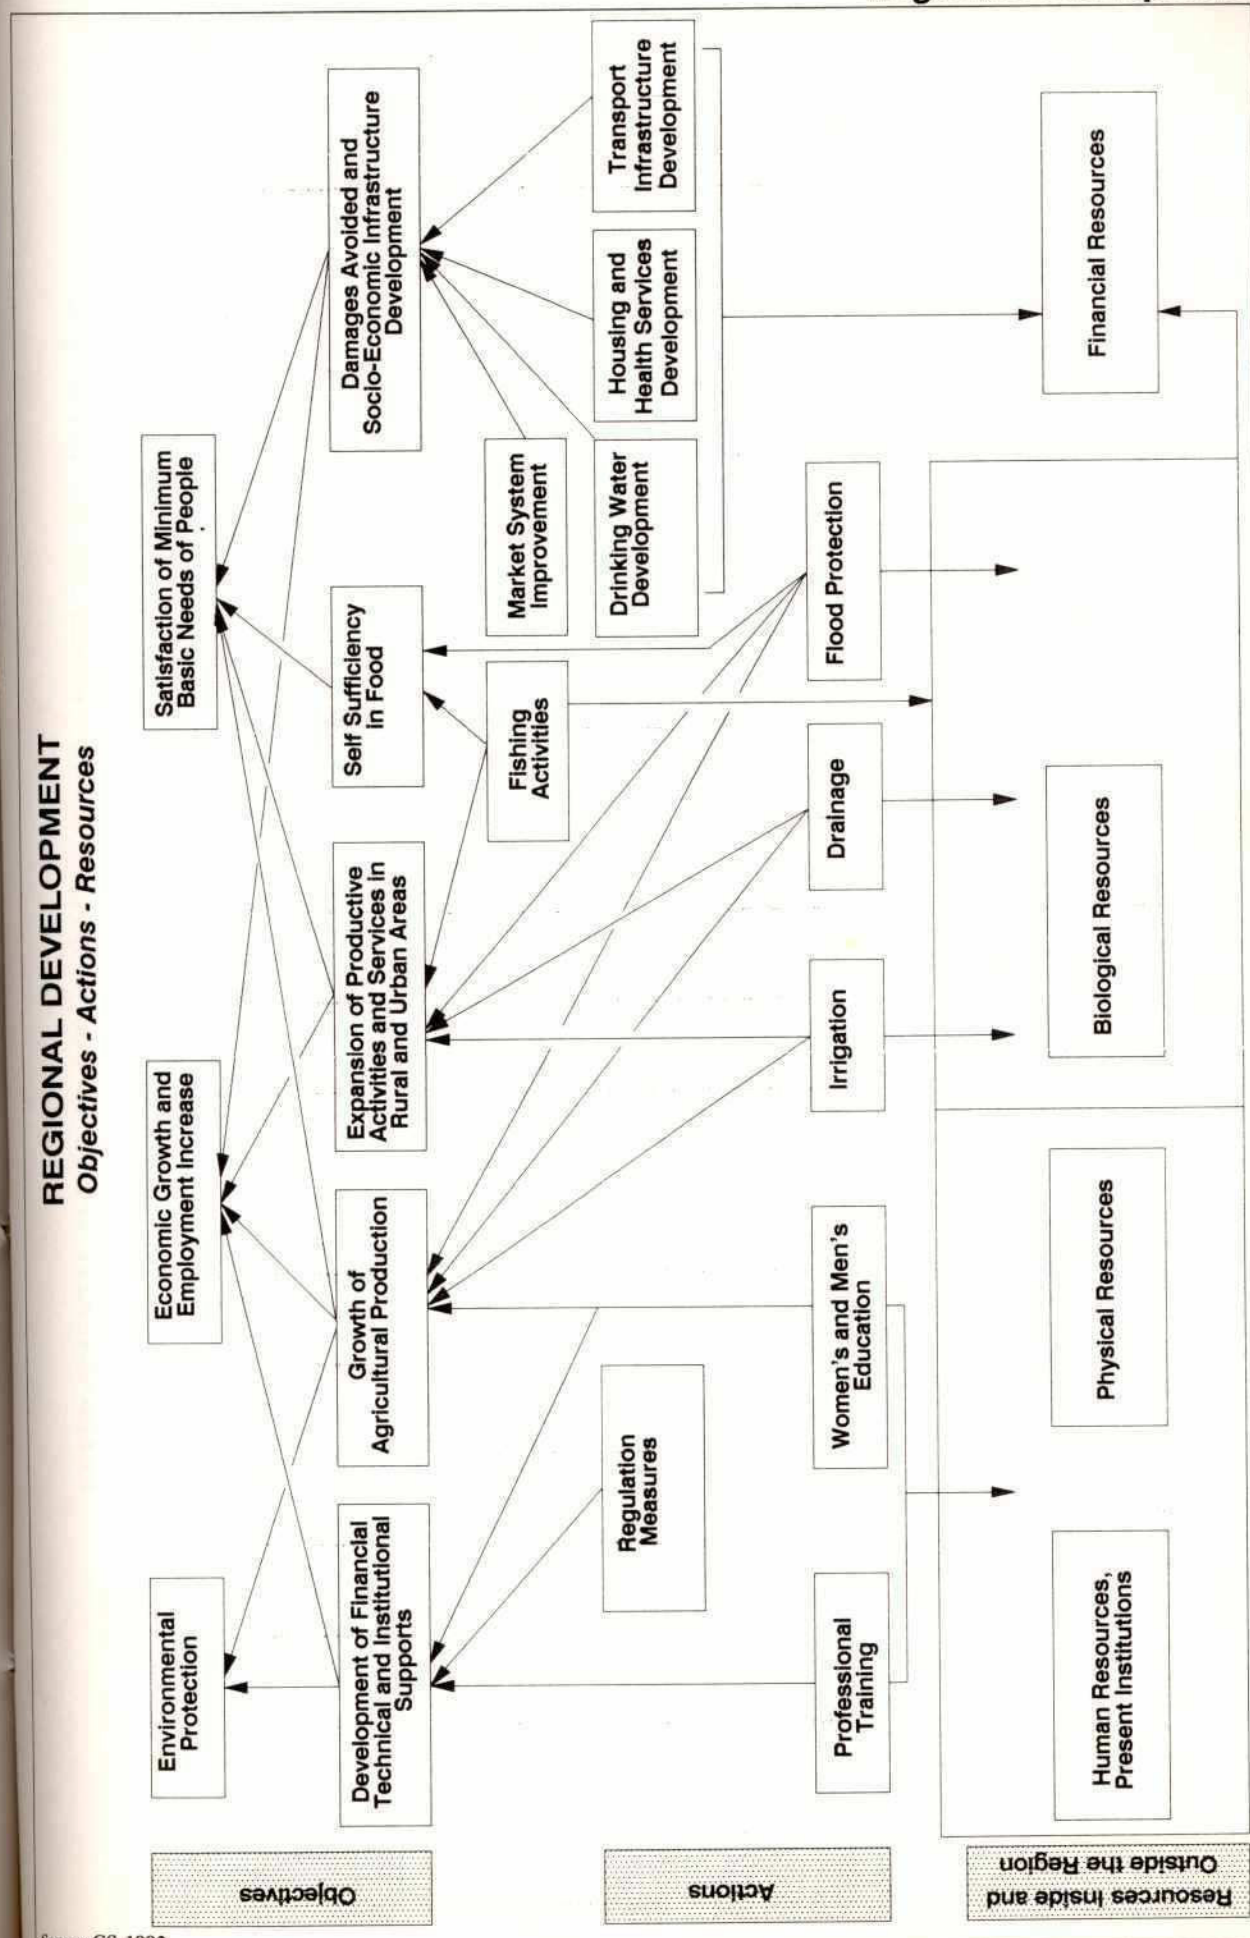 REGIONAL DEVELOPMENT
Objectives - Actions - Resources
Objectives
Environmental
Protection
Economic Growth and
Employment Increase
Satisfaction of Minimum
Basic Needs of People
Development of Financial
Technical and Institutional
Supports
Growth of
Agricultural Production
Expansion of Productive
Activities and Services in
Rural and Urban Areas
Self Sufficiency
in Food
Damages Avoided and
Socio-Economic Infrastructure
Development
Actions
Regulation
Measures
Fishing
Activities
Market System
Improvement
Drinking Water
Development
Housing and
Health Services
Development
Transport
Infrastructure
Development
Professional
Training
Women's and Men's
Education
Irrigation
Drainage
Flood Protection
Resources Inside and
Outside the Region
Human Resources,
Present Institutions
Physical Resources
Biological Resources
Financial Resources